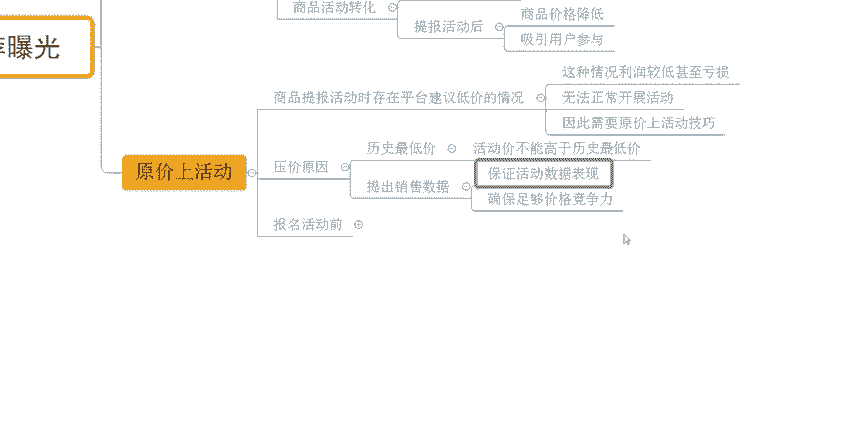 商品活动转化
提报活动后
商品价格降低
吸引用户参与
曝光
这种情况利润较低甚至亏损
商品提报活动时存在平台建议低价的情况
无法正常开展活动
因此需要原价上活动技巧
历史最低价
活动价不能高于历史最低价
原价上活动
压价原因
保证活动数据表现
提出销售数据
确保足够价格竞争力
报名活动前